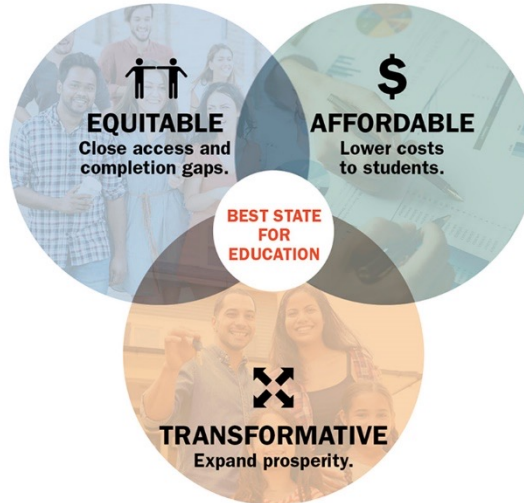 EQUITABLE
Close access and
completion gaps.
$
AFFORDABLE
Lower costs
to students.
BEST STATE
FOR
EDUCATION
TRANSFORMATIVE
Expand prosperity.